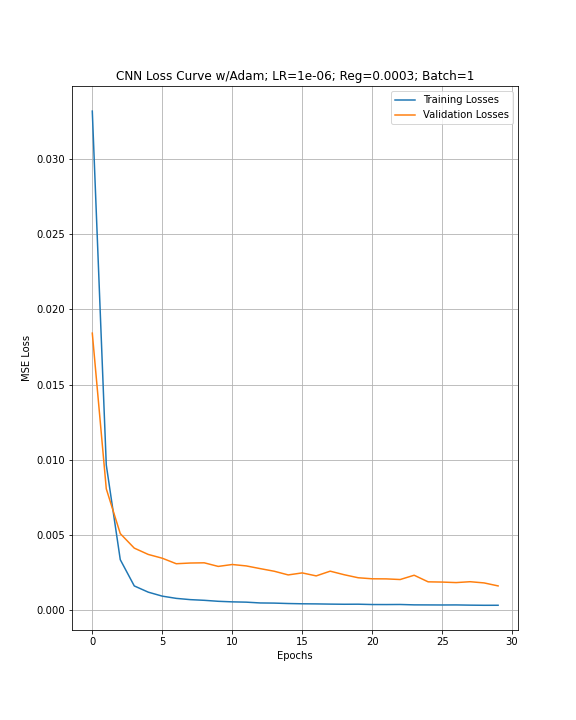 CNN Loss Curve w/Adam; LR=1e-06; Reg=0.0003; Batch=1
Training Losses
Validation Losses
0.030
0.025
0.020
0.015
0.010
0.005
0.000
MSE Loss
0 5 10 15 20 25 30
Epochs